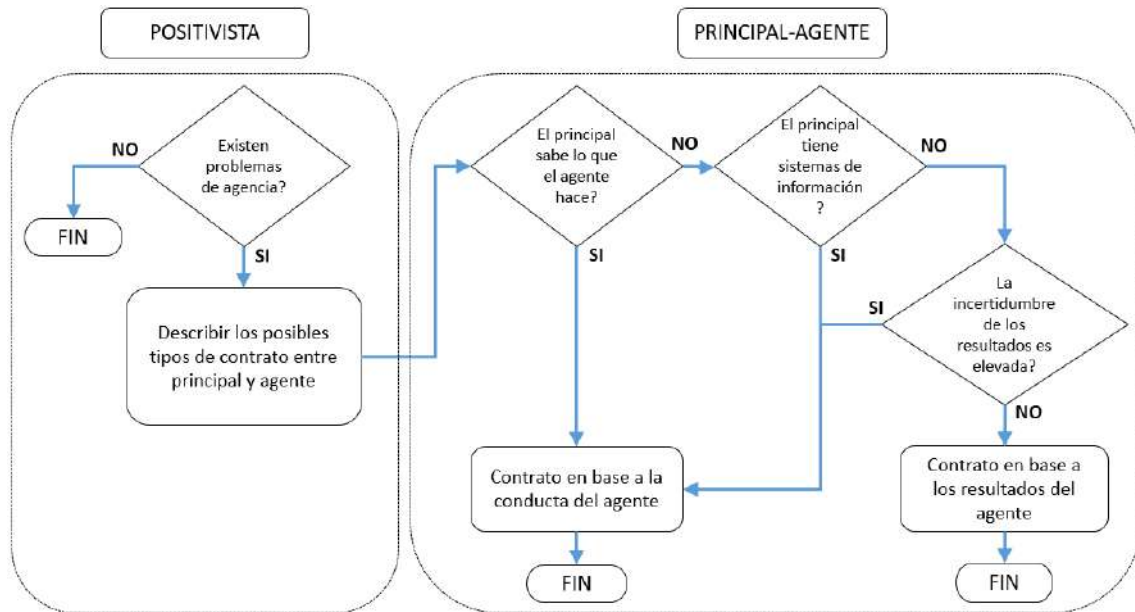 POSITIVISTA
PRINCIPAL-AGENTE
Existen
problemas
de agencia?
NO
FIN
SI
Describir los posibles
tipos de contrato entre
principal y agente
El principal
sabe lo que
el agente
hace?
NO
SI
El principal
tiene
sistemas de
información
?
NO
SI
La
incertidumbre
de los
resultados es
elevada?
SI
NO
Contrato en base a la
conducta del agente
FIN
Contrato en base a
los resultados del
agente
FIN